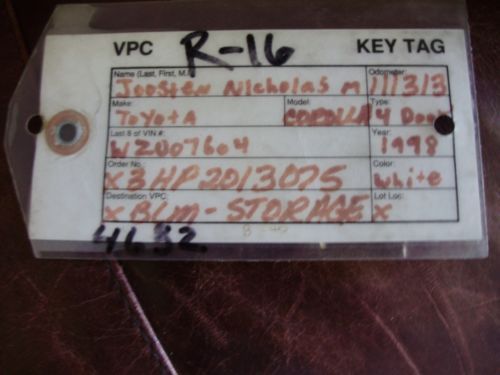 VPC R-16 KEY TAG
Name (Last, First, M.I.) Odometer:
Joosten Nicholas M 111313
Make: Model: Type:
Toyota COROLLA 4 Door
Last 8 of VIN #: Year:
WZ007604 1998
Order No.: Color:
x3HP2013075 white
Destination VPC: Lot Loc:
x BLM-STORAGE x
4632